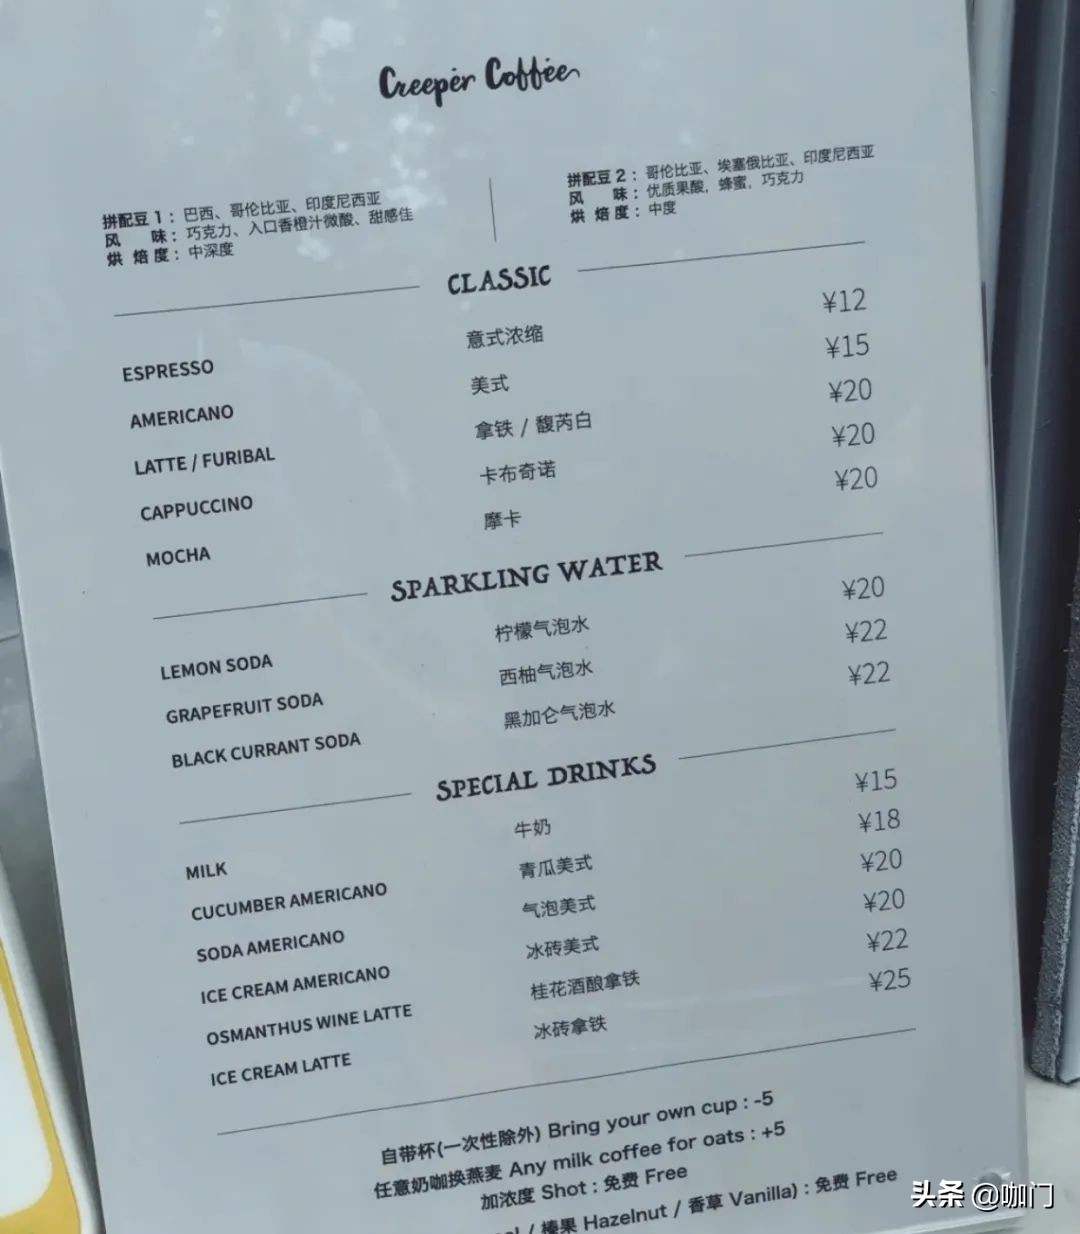 Creeper Coffee
拼配豆 1：巴西、哥伦比亚、印度尼西亚
风 味：巧克力、入口香橙汁微酸、甜感佳
烘 焙 度：中深度
拼配豆 2：哥伦比亚、埃塞俄比亚、印度尼西亚
风 味：优质果酸，蜂蜜，巧克力
烘 焙 度：中度
CLASSIC
ESPRESSO 意式浓缩 ¥12
AMERICANO 美式 ¥15
LATTE / FURIBAL 拿铁 / 馥芮白 ¥20
CAPPUCCINO 卡布奇诺 ¥20
MOCHA 摩卡 ¥20
SPARKLING WATER
LEMON SODA 柠檬气泡水 ¥20
GRAPEFRUIT SODA 西柚气泡水 ¥22
BLACK CURRANT SODA 黑加仑气泡水 ¥22
SPECIAL DRINKS
MILK 牛奶 ¥15
CUCUMBER AMERICANO 青瓜美式 ¥18
SODA AMERICANO 气泡美式 ¥20
ICE CREAM AMERICANO 冰砖美式 ¥20
OSMANTHUS WINE LATTE 桂花酒酿拿铁 ¥22
ICE CREAM LATTE 冰砖拿铁 ¥25
自带杯(一次性除外) Bring your own cup : -5
任意奶咖换燕麦 Any milk coffee for oats : +5
加浓度 Shot : 免费 Free
/ 榛果 Hazelnut / 香草 Vanilla) : 免费 Free
头条 @咖门